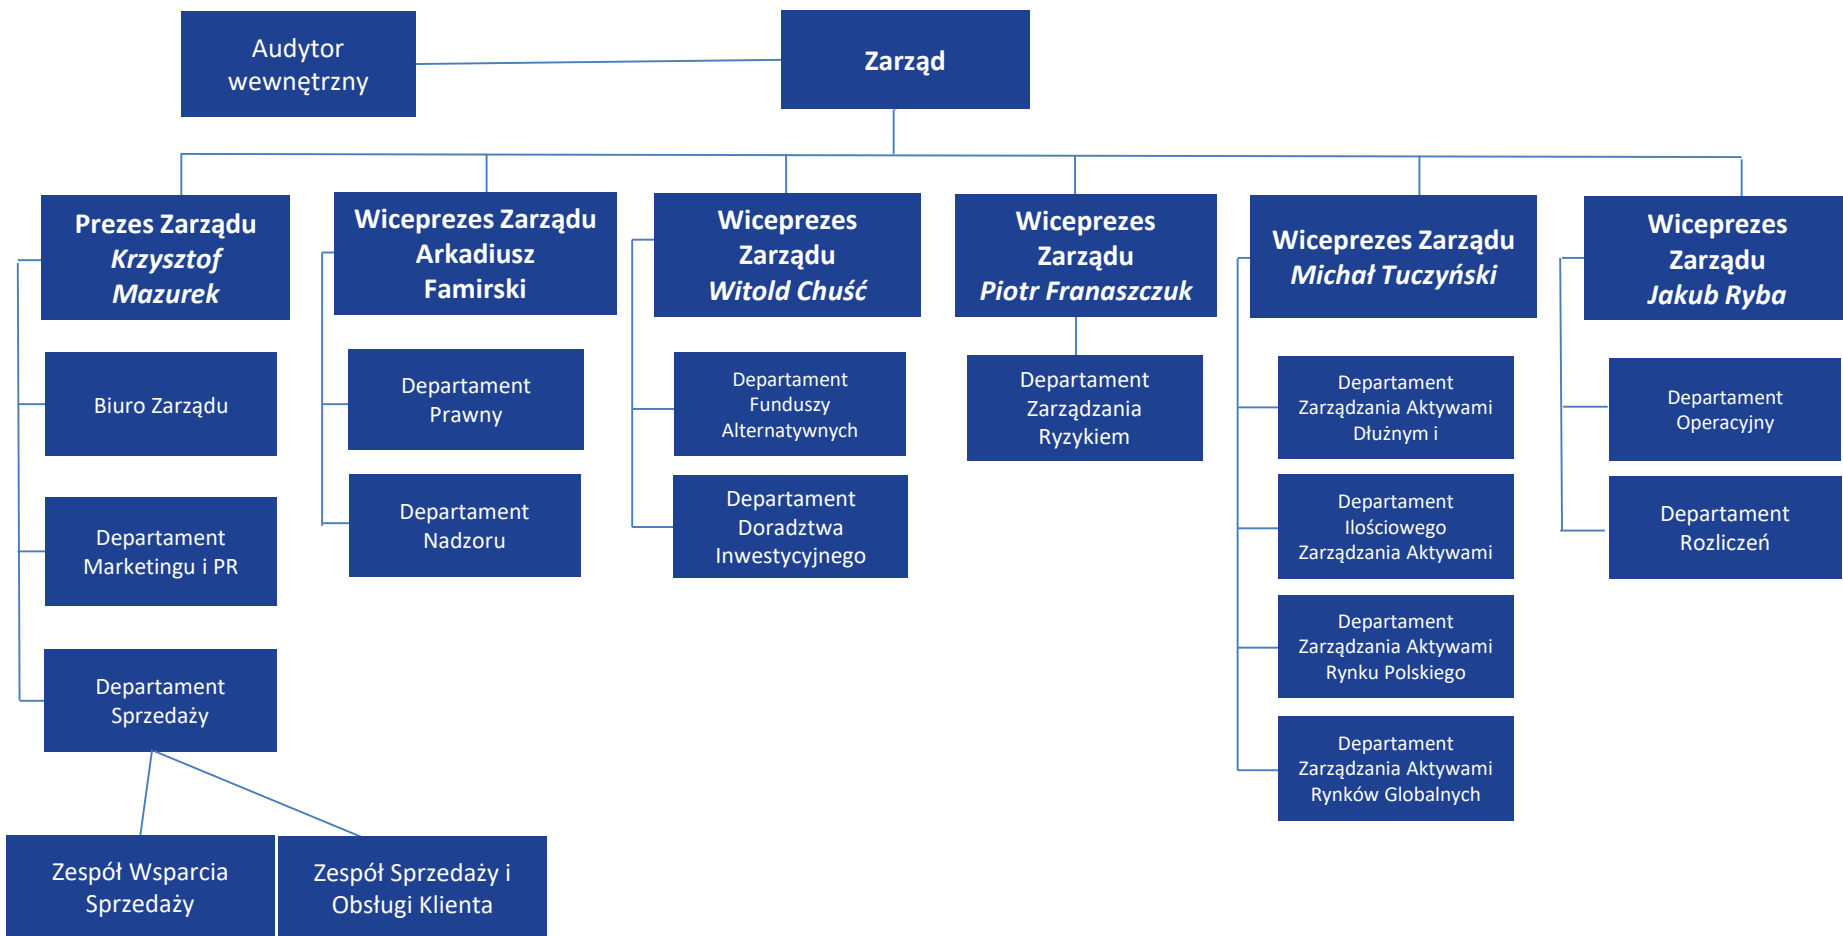 Audytor
wewnętrzny
Zarząd
Prezes Zarządu
Krzysztof
Mazurek
Wiceprezes Zarządu
Arkadiusz
Famirski
Wiceprezes
Zarządu
Witold Chuść
Wiceprezes
Zarządu
Piotr Franaszczuk
Wiceprezes Zarządu
Michał Tuczyński
Wiceprezes
Zarządu
Jakub Ryba
Biuro Zarządu
Departament
Marketingu i PR
Departament
Sprzedaży
Zespół Wsparcia
Sprzedaży
Zespół Sprzedaży i
Obsługi Klienta
Departament
Prawny
Departament
Nadzoru
Departament
Funduszy
Alternatywnych
Departament
Doradztwa
Inwestycyjnego
Departament
Zarządzania
Ryzykiem
Departament
Zarządzania Aktywami
Dłużnym i
Departament
Ilościowego
Zarządzania Aktywami
Departament
Zarządzania Aktywami
Rynku Polskiego
Departament
Zarządzania Aktywami
Rynków Globalnych
Departament
Operacyjny
Departament
Rozliczeń